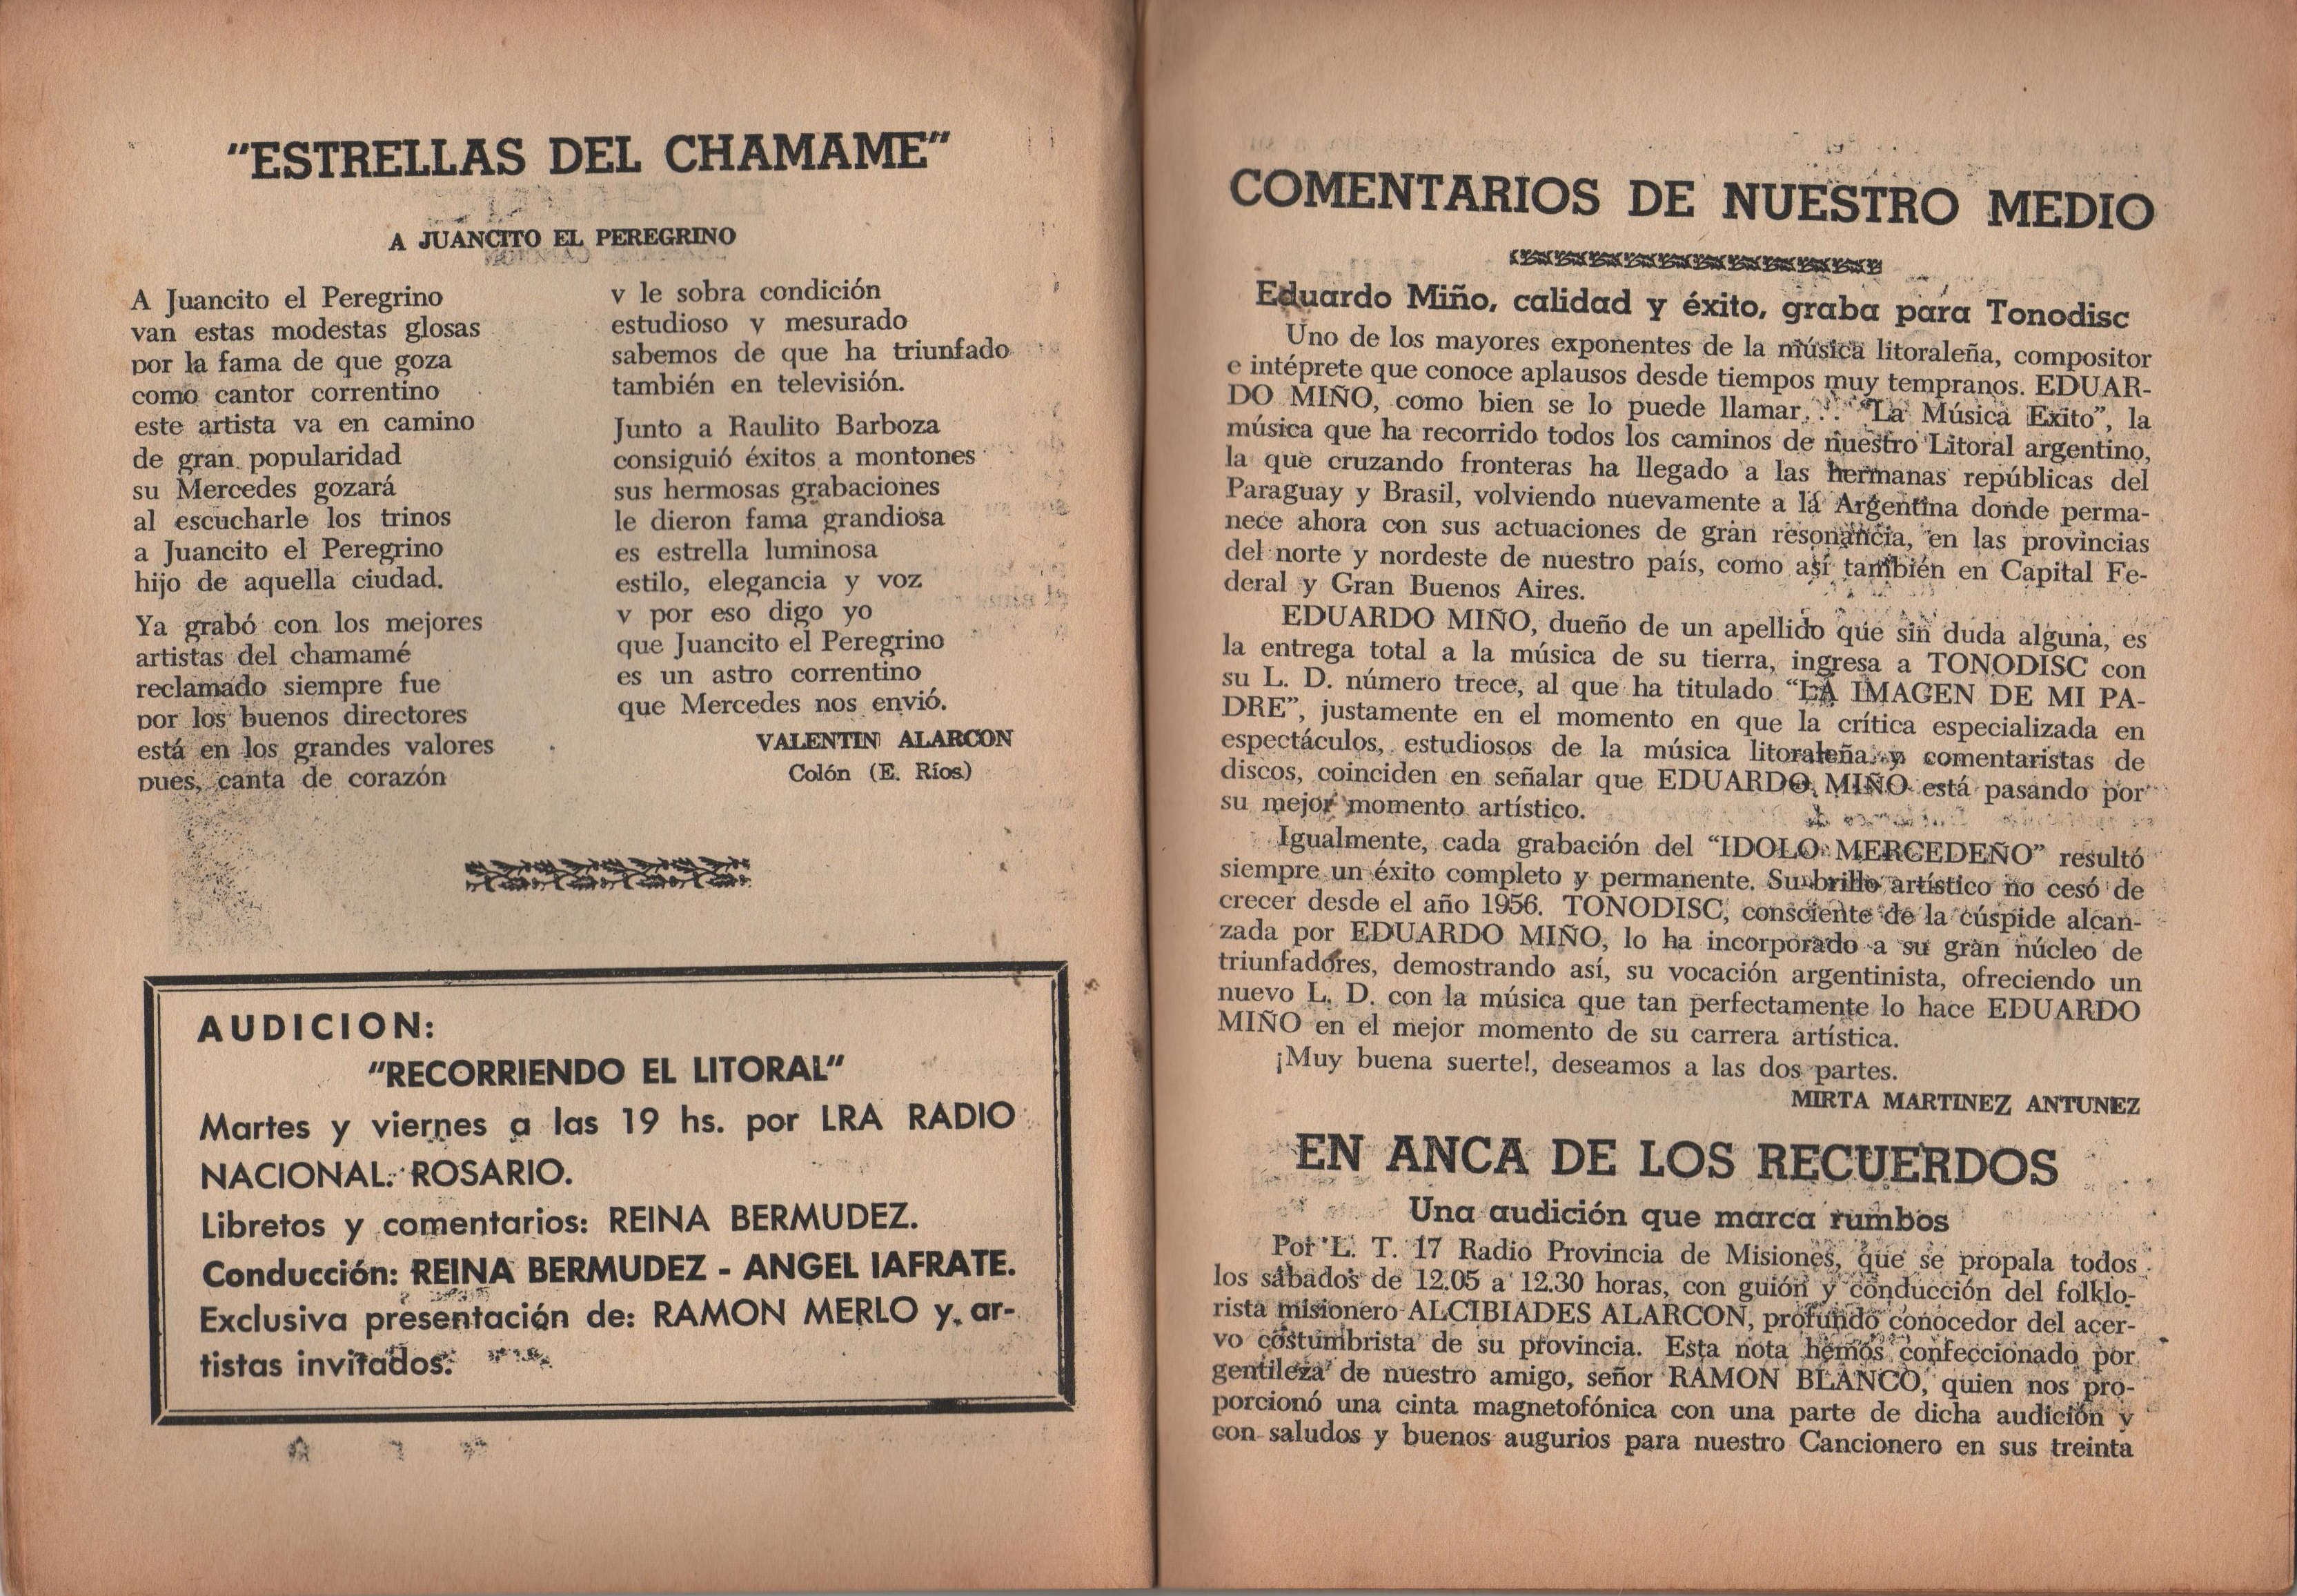 "ESTRELLAS DEL CHAMAME"
A JUANCITO EL PEREGRINO
A Juancito el Peregrino
van estas modestas glosas
por la fama de que goza
como cantor correntino
este artista va en camino
de gran popularidad
su Mercedes gozará
al escucharle los trinos
a Juancito el Peregrino
hijo de aquella ciudad.
Ya grabó con los mejores
artistas del chamamé
reclamado siempre fue
por los buenos directores
está en los grandes valores
pues, canta de corazón
y le sobra condición
estudioso y mesurado
sabemos de que ha triunfado
también en televisión.
Junto a Raulito Barboza
consiguió éxitos a montones
sus hermosas grabaciones
le dieron fama grandiosa
es estrella luminosa
estilo, elegancia y voz
y por eso digo yo
que Juancito el Peregrino
es un astro correntino
que Mercedes nos envió.
VALENTIN ALARCON
Colón (E. Ríos)
AUDICION:
"RECORRIENDO EL LITORAL"
Martes y viernes a las 19 hs. por LRA RADIO
NACIONAL. ROSARIO.
Libretos y comentarios: REINA BERMUDEZ.
Conducción: REINA BERMUDEZ - ANGEL IAFRATE.
Exclusiva presentación de: RAMON MERLO y ar-
tistas invitados.
COMENTARIOS DE NUESTRO MEDIO
Eduardo Miño, calidad y éxito, graba para Tonodisc
Uno de los mayores exponentes de la música litoraleña, compositor
e intéprete que conoce aplausos desde tiempos muy tempranos. EDUAR-
DO MIÑO, como bien se lo puede llamar... "La Música Exito", la
música que ha recorrido todos los caminos de nuestro Litoral argentino,
la que cruzando fronteras ha llegado a las hermanas repúblicas del
Paraguay y Brasil, volviendo nuevamente a la Argentina donde perma-
nece ahora con sus actuaciones de gran resonancia, en las provincias
del norte y nordeste de nuestro país, como así también en Capital Fe-
deral y Gran Buenos Aires.
EDUARDO MIÑO, dueño de un apellido que sin duda alguna, es
la entrega total a la música de su tierra, ingresa a TONODISC con
su L. D. número trece, al que ha titulado "LA IMAGEN DE MI PA-
DRE", justamente en el momento en que la crítica especializada en
espectáculos, estudiosos de la música litoraleña y comentaristas de
discos, coinciden en señalar que EDUARDO MIÑO está pasando por
su mejor momento artístico.
Igualmente, cada grabación del "IDOLO MERCEDEÑO" resultó
siempre un éxito completo y permanente. Su brillo artístico no cesó de
crecer desde el año 1956. TONODISC, consciente de la cúspide alcan-
zada por EDUARDO MIÑO, lo ha incorporado a su gran núcleo de
triunfadores, demostrando así, su vocación argentinista, ofreciendo un
nuevo L. D. con la música que tan perfectamente lo hace EDUARDO
MIÑO en el mejor momento de su carrera artística.
¡Muy buena suerte!, deseamos a las dos partes.
MIRTA MARTINEZ ANTUNEZ
EN ANCA DE LOS RECUERDOS
Una audición que marca rumbos
Por L. T. 17 Radio Provincia de Misiones, que se propala todos
los sábados de 12.05 a 12.30 horas, con guión y conducción del folklo-
rista misionero ALCIBIADES ALARCON, profundo conocedor del acer-
vo costumbrista de su provincia. Esta nota hemos confeccionado por
gentileza de nuestro amigo, señor RAMON BLANCO, quien nos pro-
porcionó una cinta magnetofónica con una parte de dicha audición y
con saludos y buenos augurios para nuestro Cancionero en sus treinta